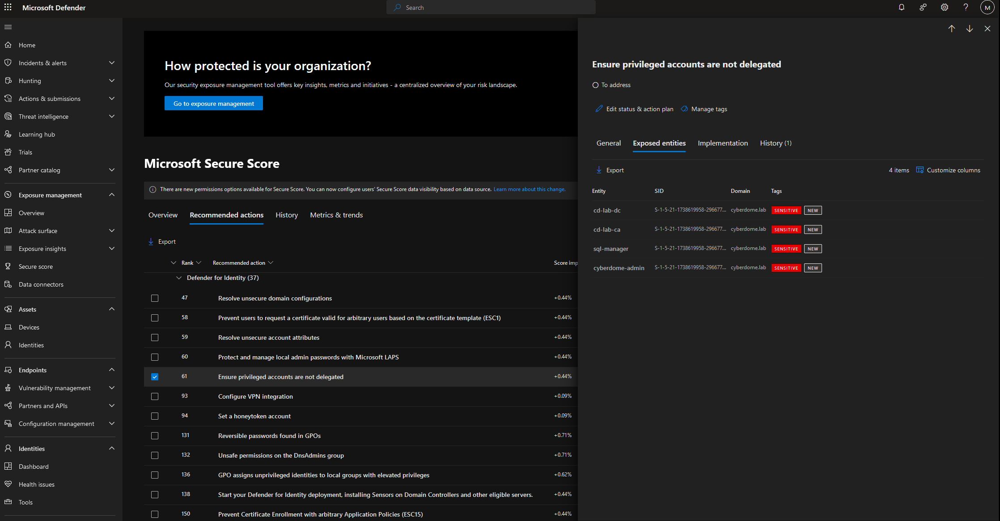 Microsoft Defender
Search
M
Home
Incidents & alerts
Hunting
Actions & submissions
Threat intelligence
Learning hub
Trials
Partner catalog
Exposure management
Overview
Attack surface
Exposure insights
Secure score
Data connectors
Assets
Devices
Identities
Endpoints
Vulnerability management
Partners and APIs
Configuration management
Identities
Dashboard
Health issues
Tools
How protected is your organization?
Our security exposure management tool offers key insights, metrics and initiatives - a centralized overview of your risk landscape.
Go to exposure management
Microsoft Secure Score
There are new permissions options available for Secure Score. You can now configure users' Secure Score data visibility based on data source. Learn more about this change.
Overview Recommended actions History Metrics & trends
Export
Rank Recommended action Score imp
Defender for Identity (37)
47 Resolve unsecure domain configurations +0.44%
58 Prevent users to request a certificate valid for arbitrary users based on the certificate template (ESC1) +0.44%
59 Resolve unsecure account attributes +0.44%
60 Protect and manage local admin passwords with Microsoft LAPS +0.44%
61 Ensure privileged accounts are not delegated +0.44%
93 Configure VPN integration +0.09%
94 Set a honeytoken account +0.09%
131 Reversible passwords found in GPOs +0.71%
132 Unsafe permissions on the DnsAdmins group +0.71%
136 GPO assigns unprivileged identities to local groups with elevated privileges +0.62%
138 Start your Defender for Identity deployment, installing Sensors on Domain Controllers and other eligible servers. +0.44%
150 Prevent Certificate Enrollment with arbitrary Application Policies (ESC15) +0.44%
Ensure privileged accounts are not delegated
To address
Edit status & action plan Manage tags
General Exposed entities Implementation History (1)
Export 4 items Customize columns
Entity SID Domain Tags
cd-lab-dc S-1-5-21-1738619958-296677... cyberdome.lab SENSITIVE NEW
cd-lab-ca S-1-5-21-1738619958-296677... cyberdome.lab SENSITIVE NEW
sql-manager S-1-5-21-1738619958-296677... cyberdome.lab SENSITIVE NEW
cyberdome-admin S-1-5-21-1738619958-296677... cyberdome.lab SENSITIVE NEW